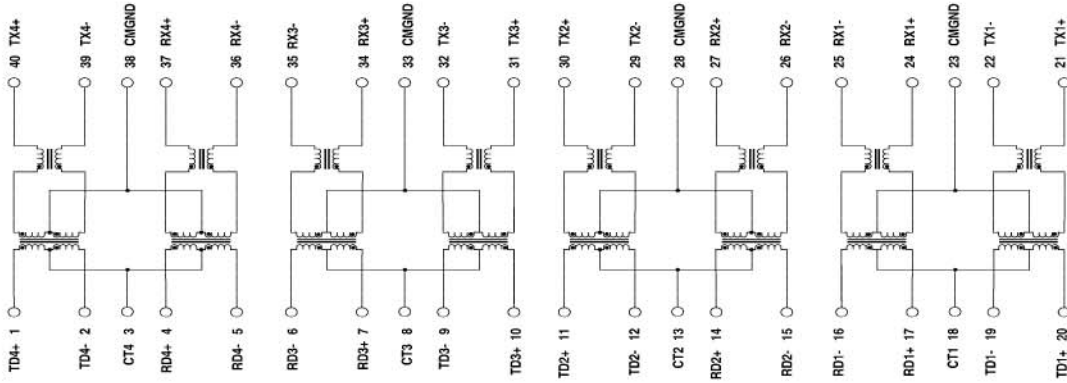 40 TX4+
39 TX4-
38 CMGND
37 RX4+
36 RX4-
35 RX3-
34 RX3+
33 CMGND
32 TX3-
31 TX3+
30 TX2+
29 TX2-
28 CMGND
27 RX2+
26 RX2-
25 RX1-
24 RX1+
23 CMGND
22 TX1-
21 TX1+
TD4+ 1
TD4- 2
CT4 3
RD4+ 4
RD4- 5
RD3- 6
RD3+ 7
CT3 8
TD3- 9
TD3+ 10
TD2+ 11
TD2- 12
CT2 13
RD2+ 14
RD2- 15
RD1- 16
RD1+ 17
CT1 18
TD1- 19
TD1+ 20